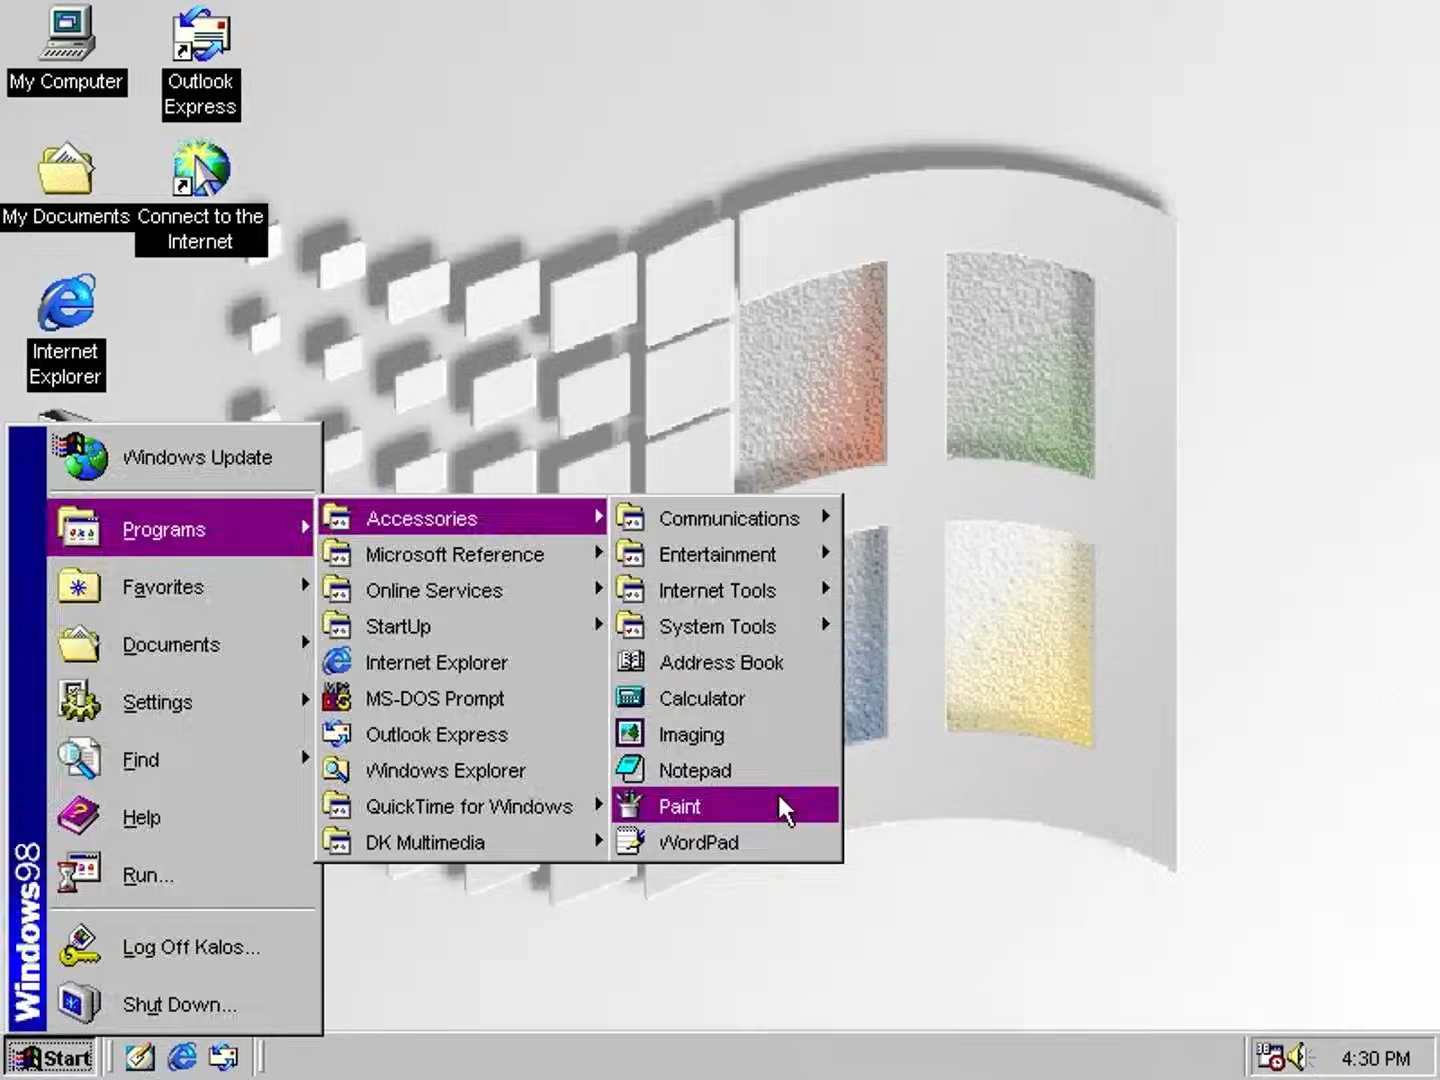 My Computer
Outlook
Express
My Documents
Connect to the
Internet
Internet
Explorer
Windows Update
Programs
Favorites
Documents
Settings
Find
Help
Run...
Log Off Kalos...
Shut Down...
Windows98
Accessories
Microsoft Reference
Online Services
StartUp
Internet Explorer
MS-DOS Prompt
Outlook Express
Windows Explorer
QuickTime for Windows
DK Multimedia
Communications
Entertainment
Internet Tools
System Tools
Address Book
Calculator
Imaging
Notepad
Paint
WordPad
Start
4:30 PM